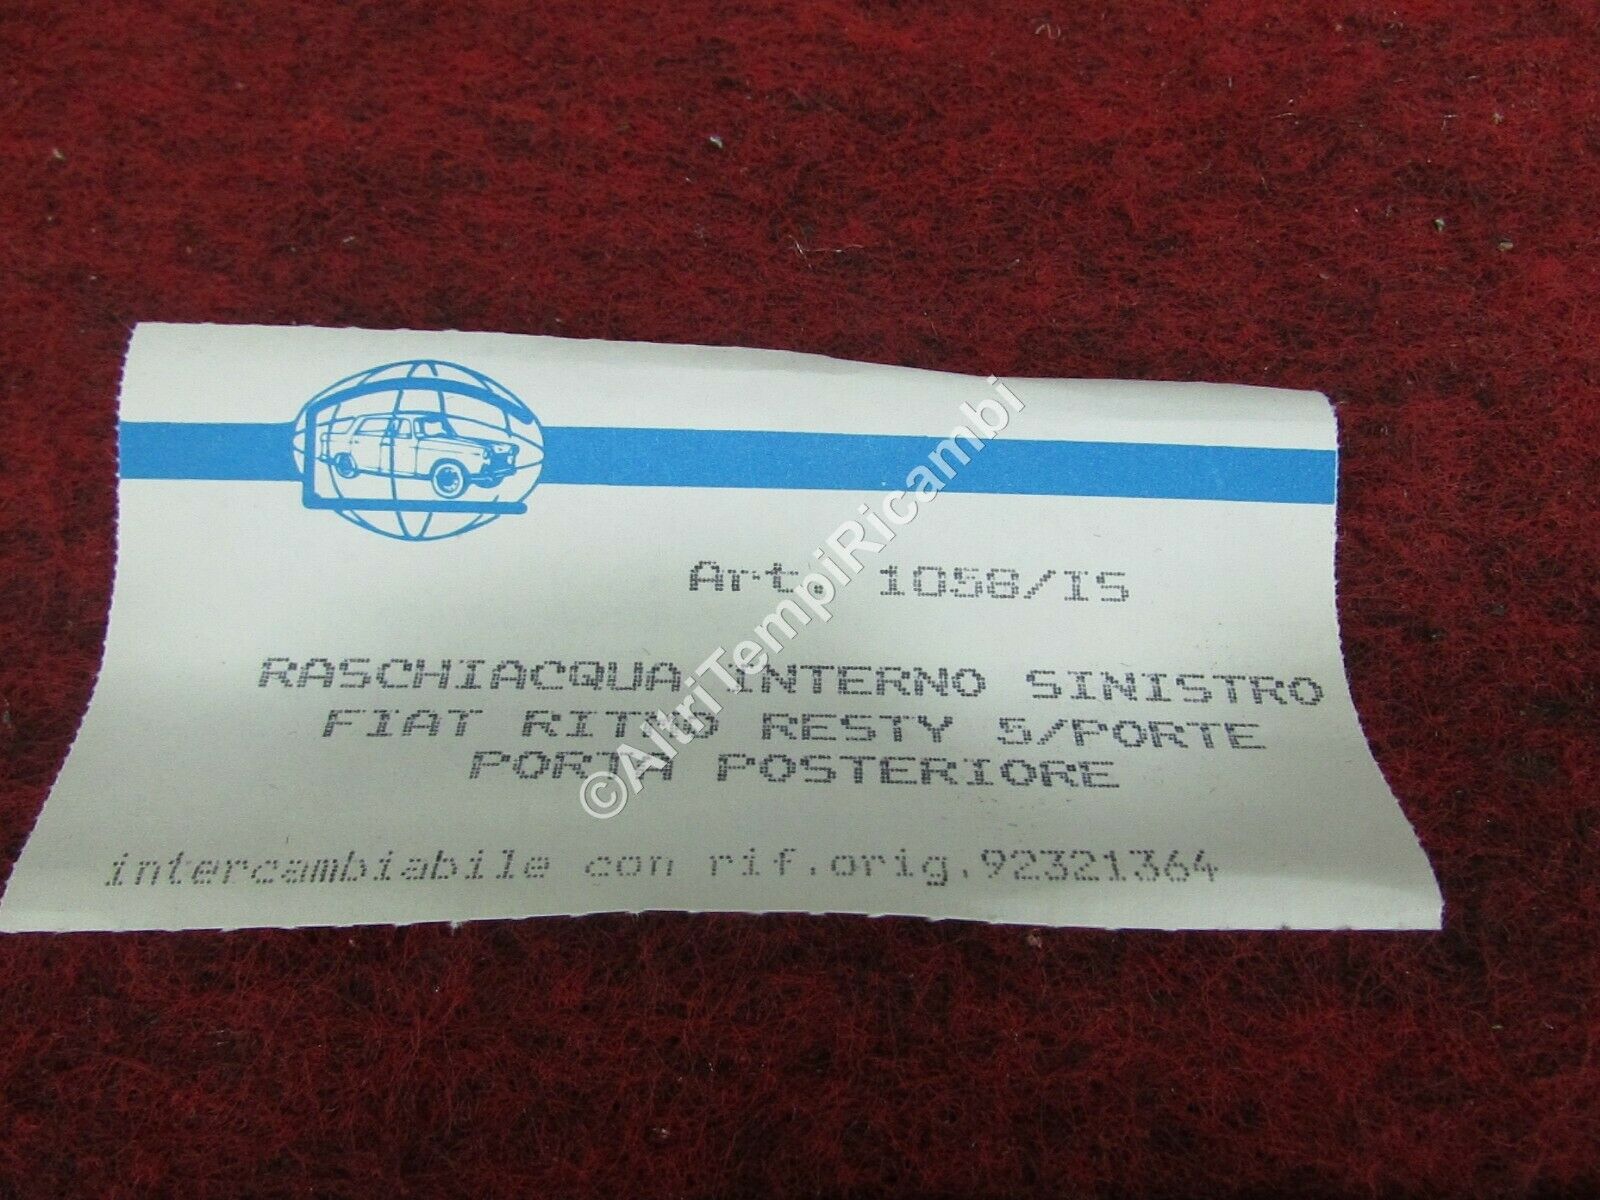 Art. 1058/IS
RASCHIACQUA INTERNO SINISTRO
FIAT RITMO RESTY 5/PORTE
PORTA POSTERIORE
intercambiabile con rif.orig.92321364
©AltriTempiRicambi